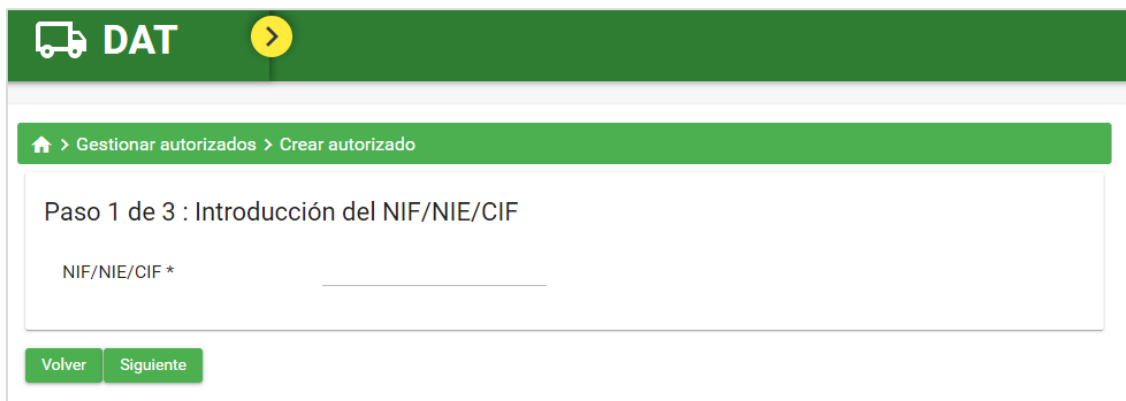 DAT
> Gestionar autorizados > Crear autorizado
Paso 1 de 3 : Introducción del NIF/NIE/CIF
NIF/NIE/CIF *
Volver Siguiente